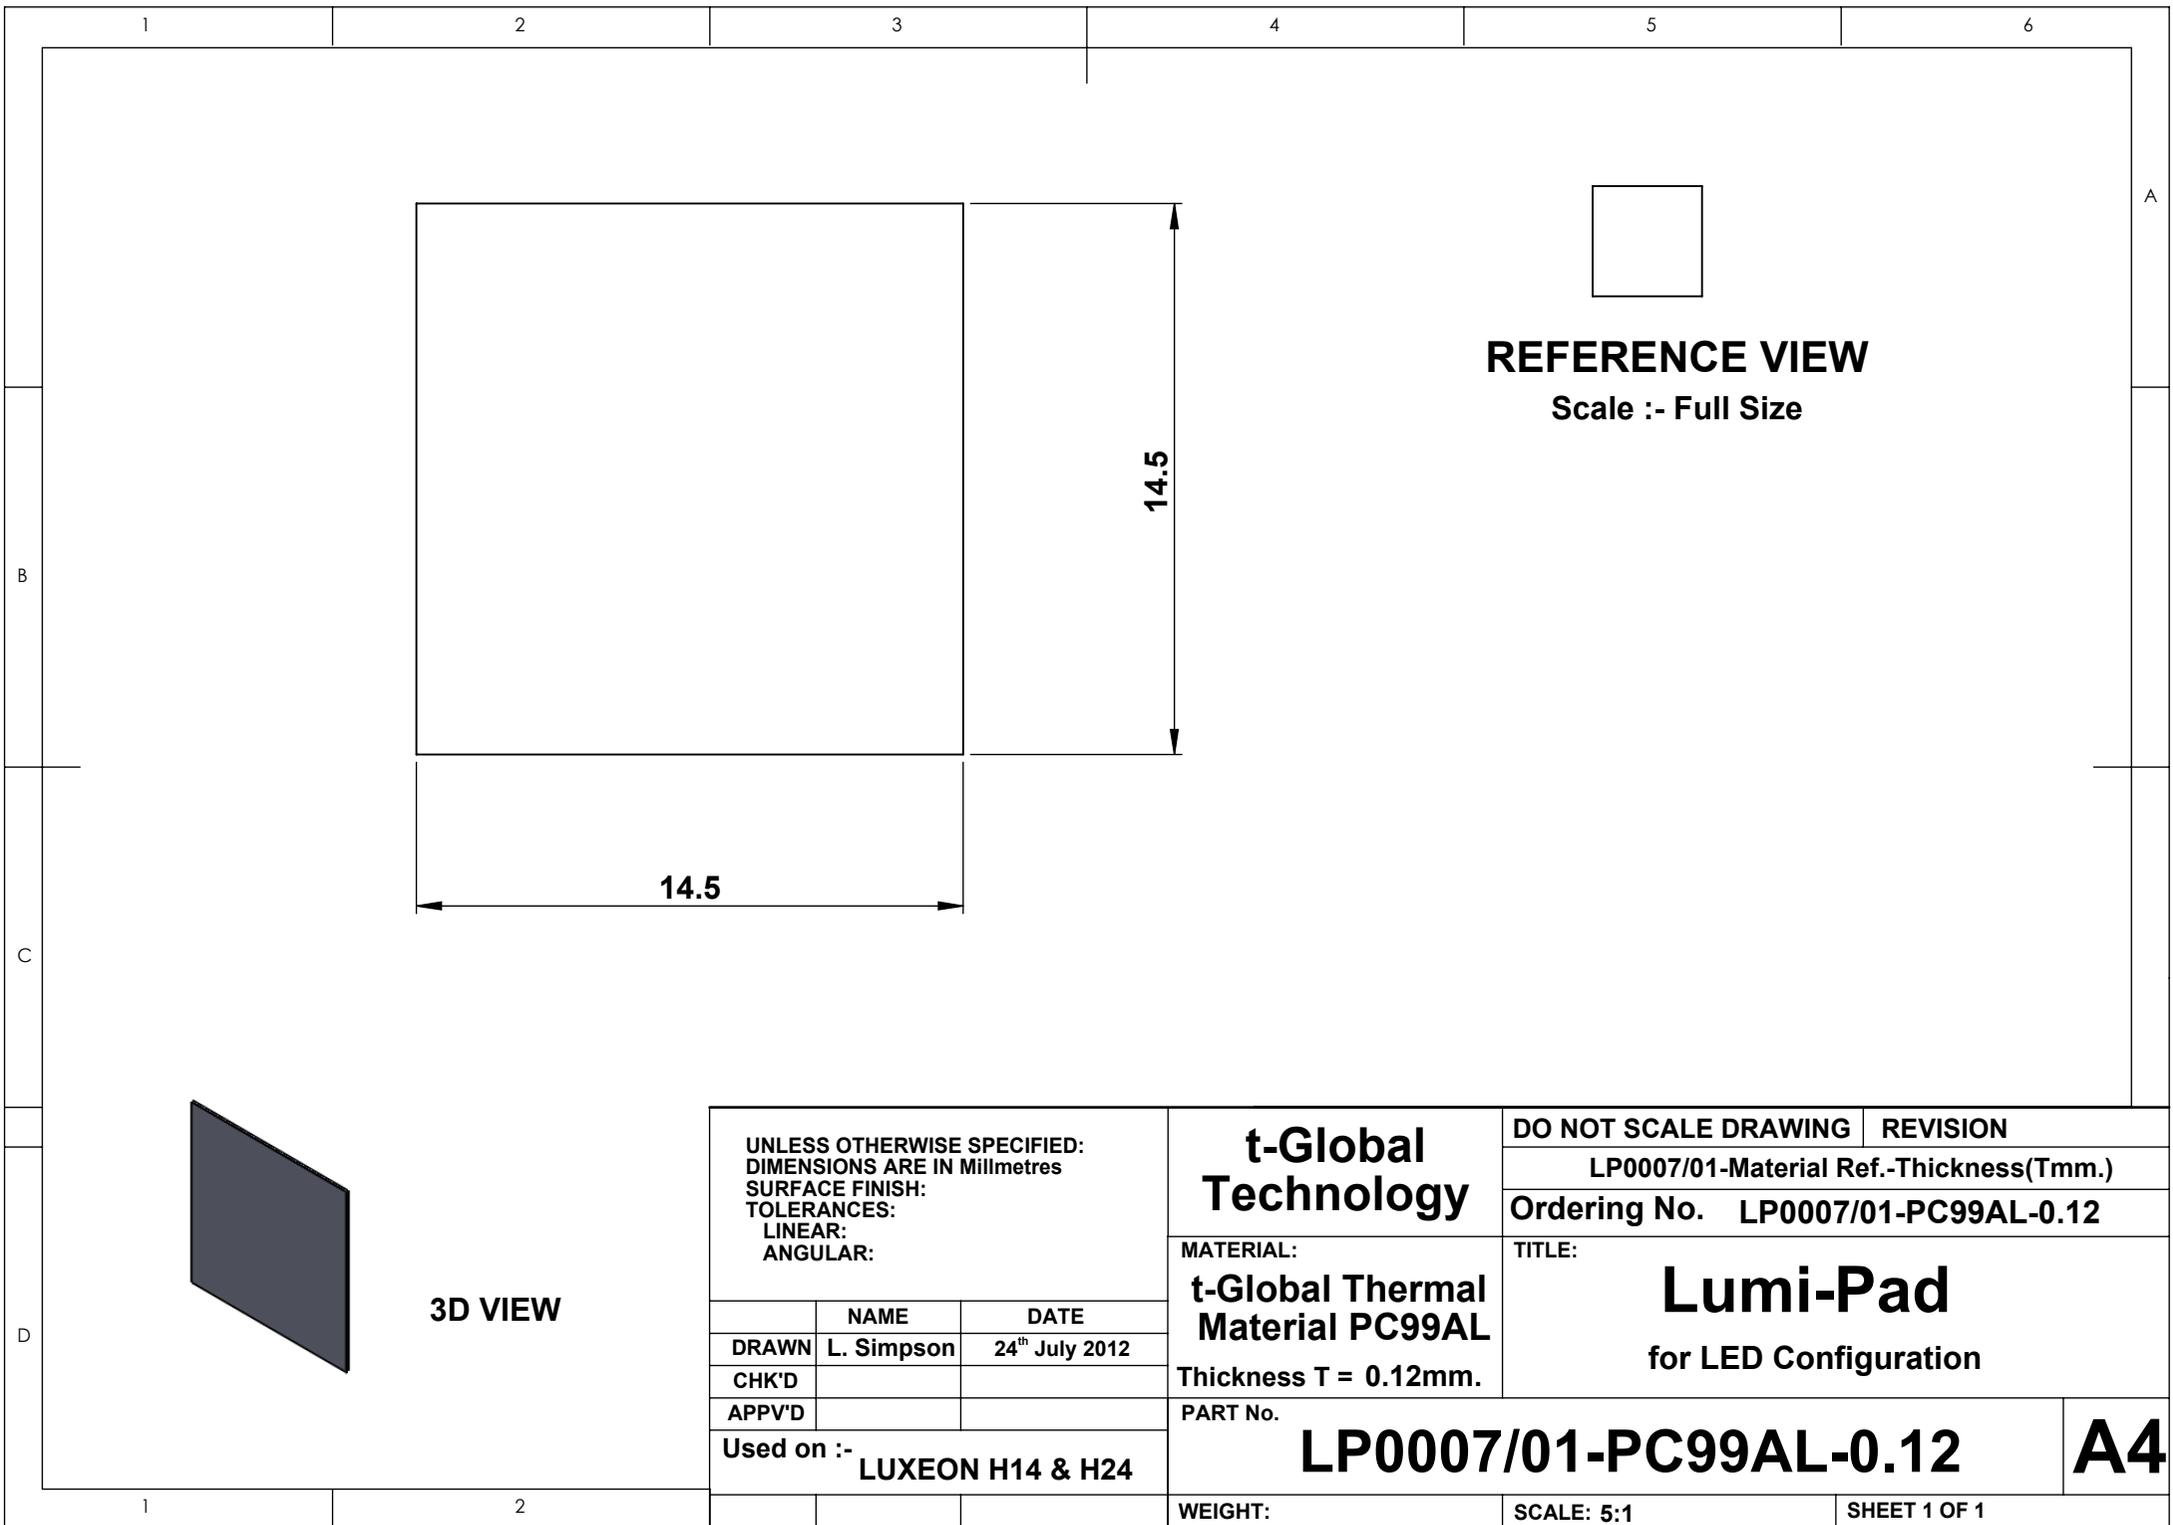 1 2 3 4 5 6
A
14.5
REFERENCE VIEW
Scale :- Full Size
B
14.5
C
3D VIEW
D
UNLESS OTHERWISE SPECIFIED:
DIMENSIONS ARE IN Millmetres
SURFACE FINISH:
TOLERANCES:
LINEAR:
ANGULAR:
NAME DATE
DRAWN L. Simpson 24th July 2012
CHK'D
APPV'D
Used on :- LUXEON H14 & H24
t-Global
Technology
MATERIAL:
t-Global Thermal
Material PC99AL
Thickness T = 0.12mm.
DO NOT SCALE DRAWING REVISION
LP0007/01-Material Ref.-Thickness(Tmm.)
Ordering No. LP0007/01-PC99AL-0.12
TITLE:
Lumi-Pad
for LED Configuration
PART No.
LP0007/01-PC99AL-0.12
A4
WEIGHT:
SCALE: 5:1
SHEET 1 OF 1
1 2